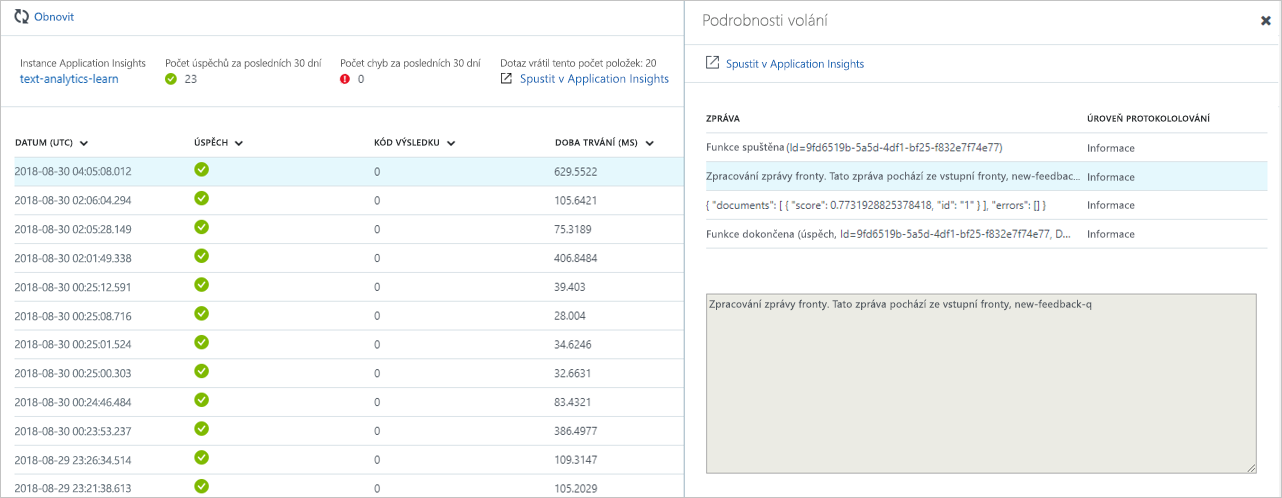 Obnovit
Instance Application Insights
text-analytics-learn
Počet úspěchů za posledních 30 dní
23
Počet chyb za posledních 30 dní
0
Dotaz vrátil tento počet položek: 20
Spustit v Application Insights
DATUM (UTC) ÚSPĚCH KÓD VÝSLEDKU DOBA TRVÁNÍ (MS)
2018-08-30 04:05:08.012 0 629.5522
2018-08-30 02:06:04.294 0 105.6421
2018-08-30 02:05:28.149 0 75.3189
2018-08-30 02:01:49.338 0 406.8484
2018-08-30 00:25:12.591 0 39.403
2018-08-30 00:25:08.716 0 28.004
2018-08-30 00:25:01.524 0 34.6246
2018-08-30 00:25:00.303 0 32.6631
2018-08-30 00:24:46.484 0 83.4321
2018-08-30 00:23:53.237 0 386.4977
2018-08-29 23:26:34.514 0 109.3147
2018-08-29 23:21:38.613 0 105.2029
Podrobnosti volání
Spustit v Application Insights
ZPRÁVA ÚROVEŇ PROTOKOLOLOVÁNÍ
Funkce spuštěna (Id=9fd6519b-5a5d-4df1-bf25-f832e7f74e77) Informace
Zpracování zprávy fronty. Tato zpráva pochází ze vstupní fronty, new-feedbac... Informace
{ "documents": [ { "score": 0.7731928825378418, "id": "1" } ], "errors": [] } Informace
Funkce dokončena (úspěch, Id=9fd6519b-5a5d-4df1-bf25-f832e7f74e77, D... Informace
Zpracování zprávy fronty. Tato zpráva pochází ze vstupní fronty, new-feedback-q